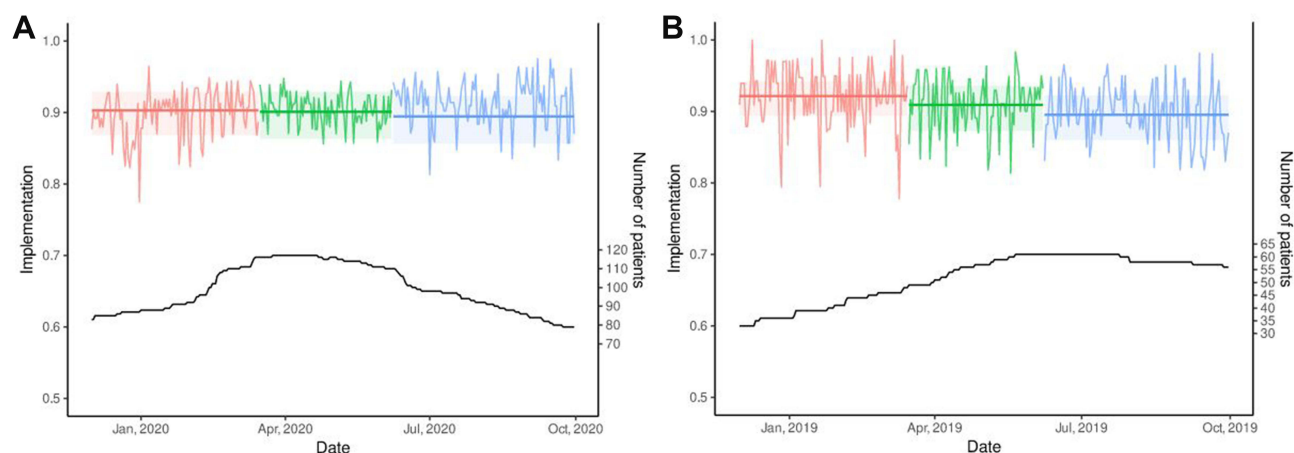 A
1.0
0.9
0.8
0.7
0.6
0.5
Implementation
120
110
100
90
80
70
Number of patients
Jan, 2020
Apr, 2020
Jul, 2020
Oct, 2020
Date
B
1.0
0.9
0.8
0.7
0.6
0.5
Implementation
65
60
55
50
45
40
35
30
Number of patients
Jan, 2019
Apr, 2019
Jul, 2019
Oct, 2019
Date